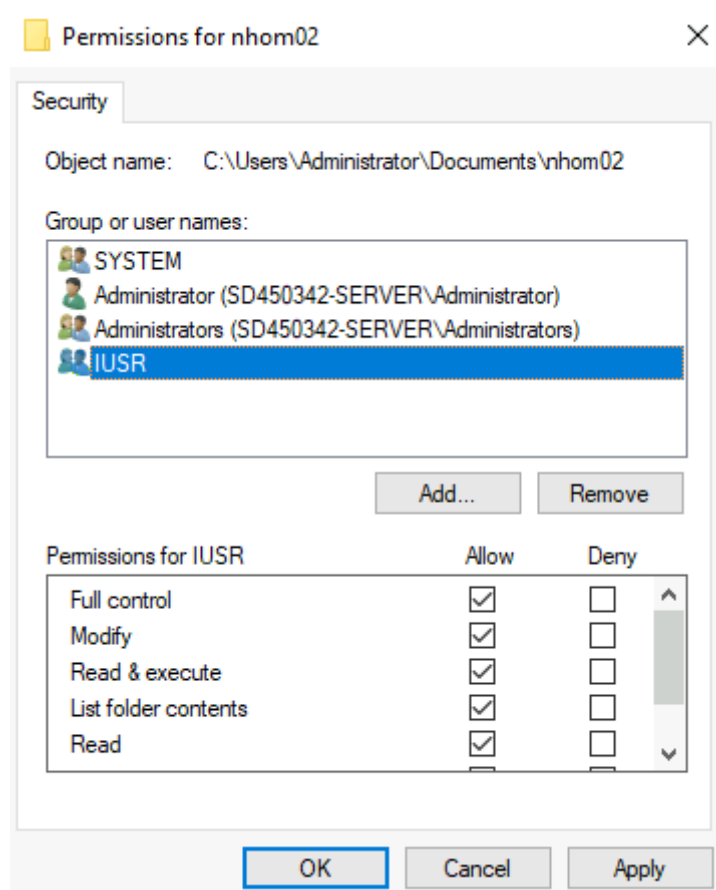 Permissions for nhom02
Security
Object name: C:\Users\Administrator\Documents\nhom02
Group or user names:
SYSTEM
Administrator (SD450342-SERVER\Administrator)
Administrators (SD450342-SERVER\Administrators)
IUSR
Add... Remove
Permissions for IUSR Allow Deny
Full control
Modify
Read & execute
List folder contents
Read
OK Cancel Apply